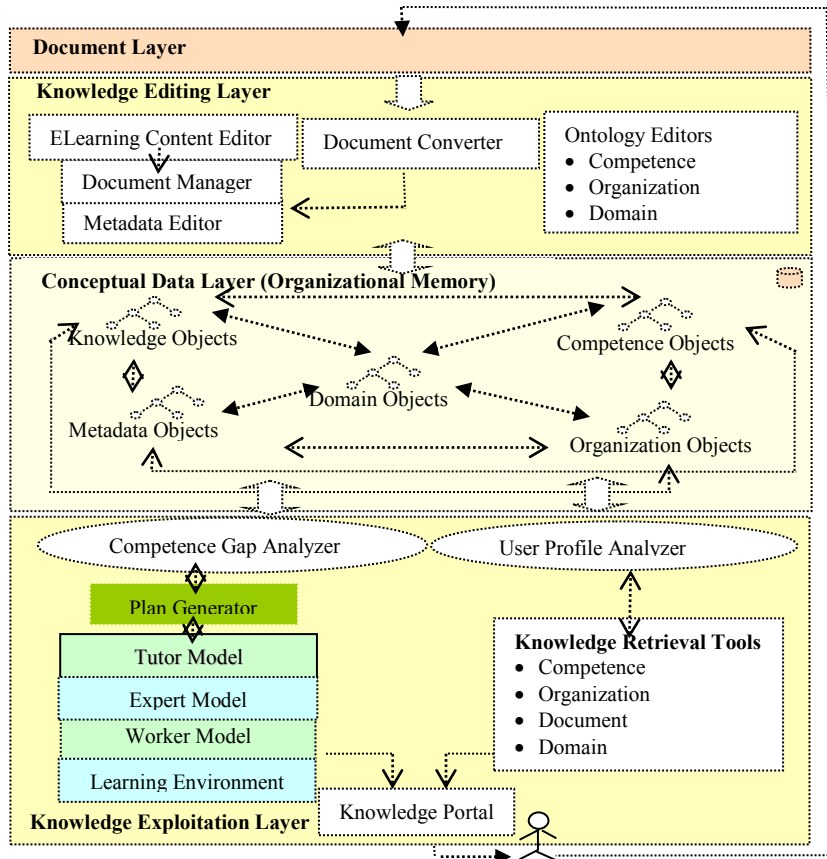 Document Layer
Knowledge Editing Layer
ELearning Content Editor
Document Manager
Metadata Editor
Document Converter
Ontology Editors
• Competence
• Organization
• Domain
Conceptual Data Layer (Organizational Memory)
Knowledge Objects
Competence Objects
Domain Objects
Metadata Objects
Organization Objects
Competence Gap Analyzer
User Profile Analyzer
Plan Generator
Tutor Model
Expert Model
Worker Model
Learning Environment
Knowledge Retrieval Tools
• Competence
• Organization
• Document
• Domain
Knowledge Portal
Knowledge Exploitation Layer